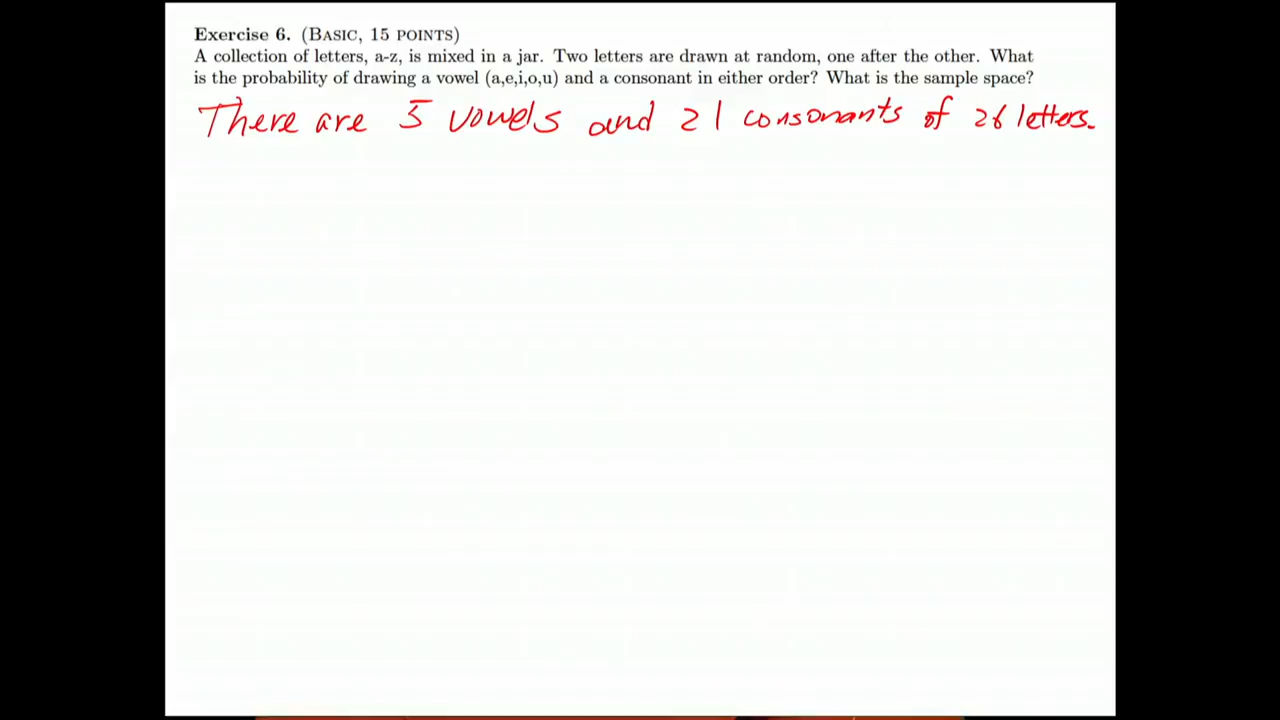 Exercise 6. (BASIC, 15 POINTS)
A collection of letters, a-z, is mixed in a jar. Two letters are drawn at random, one after the other. What
is the probability of drawing a vowel (a,e,i,o,u) and a consonant in either order? What is the sample space?
There are 5 vowels and 21 consonants of 26 letters.